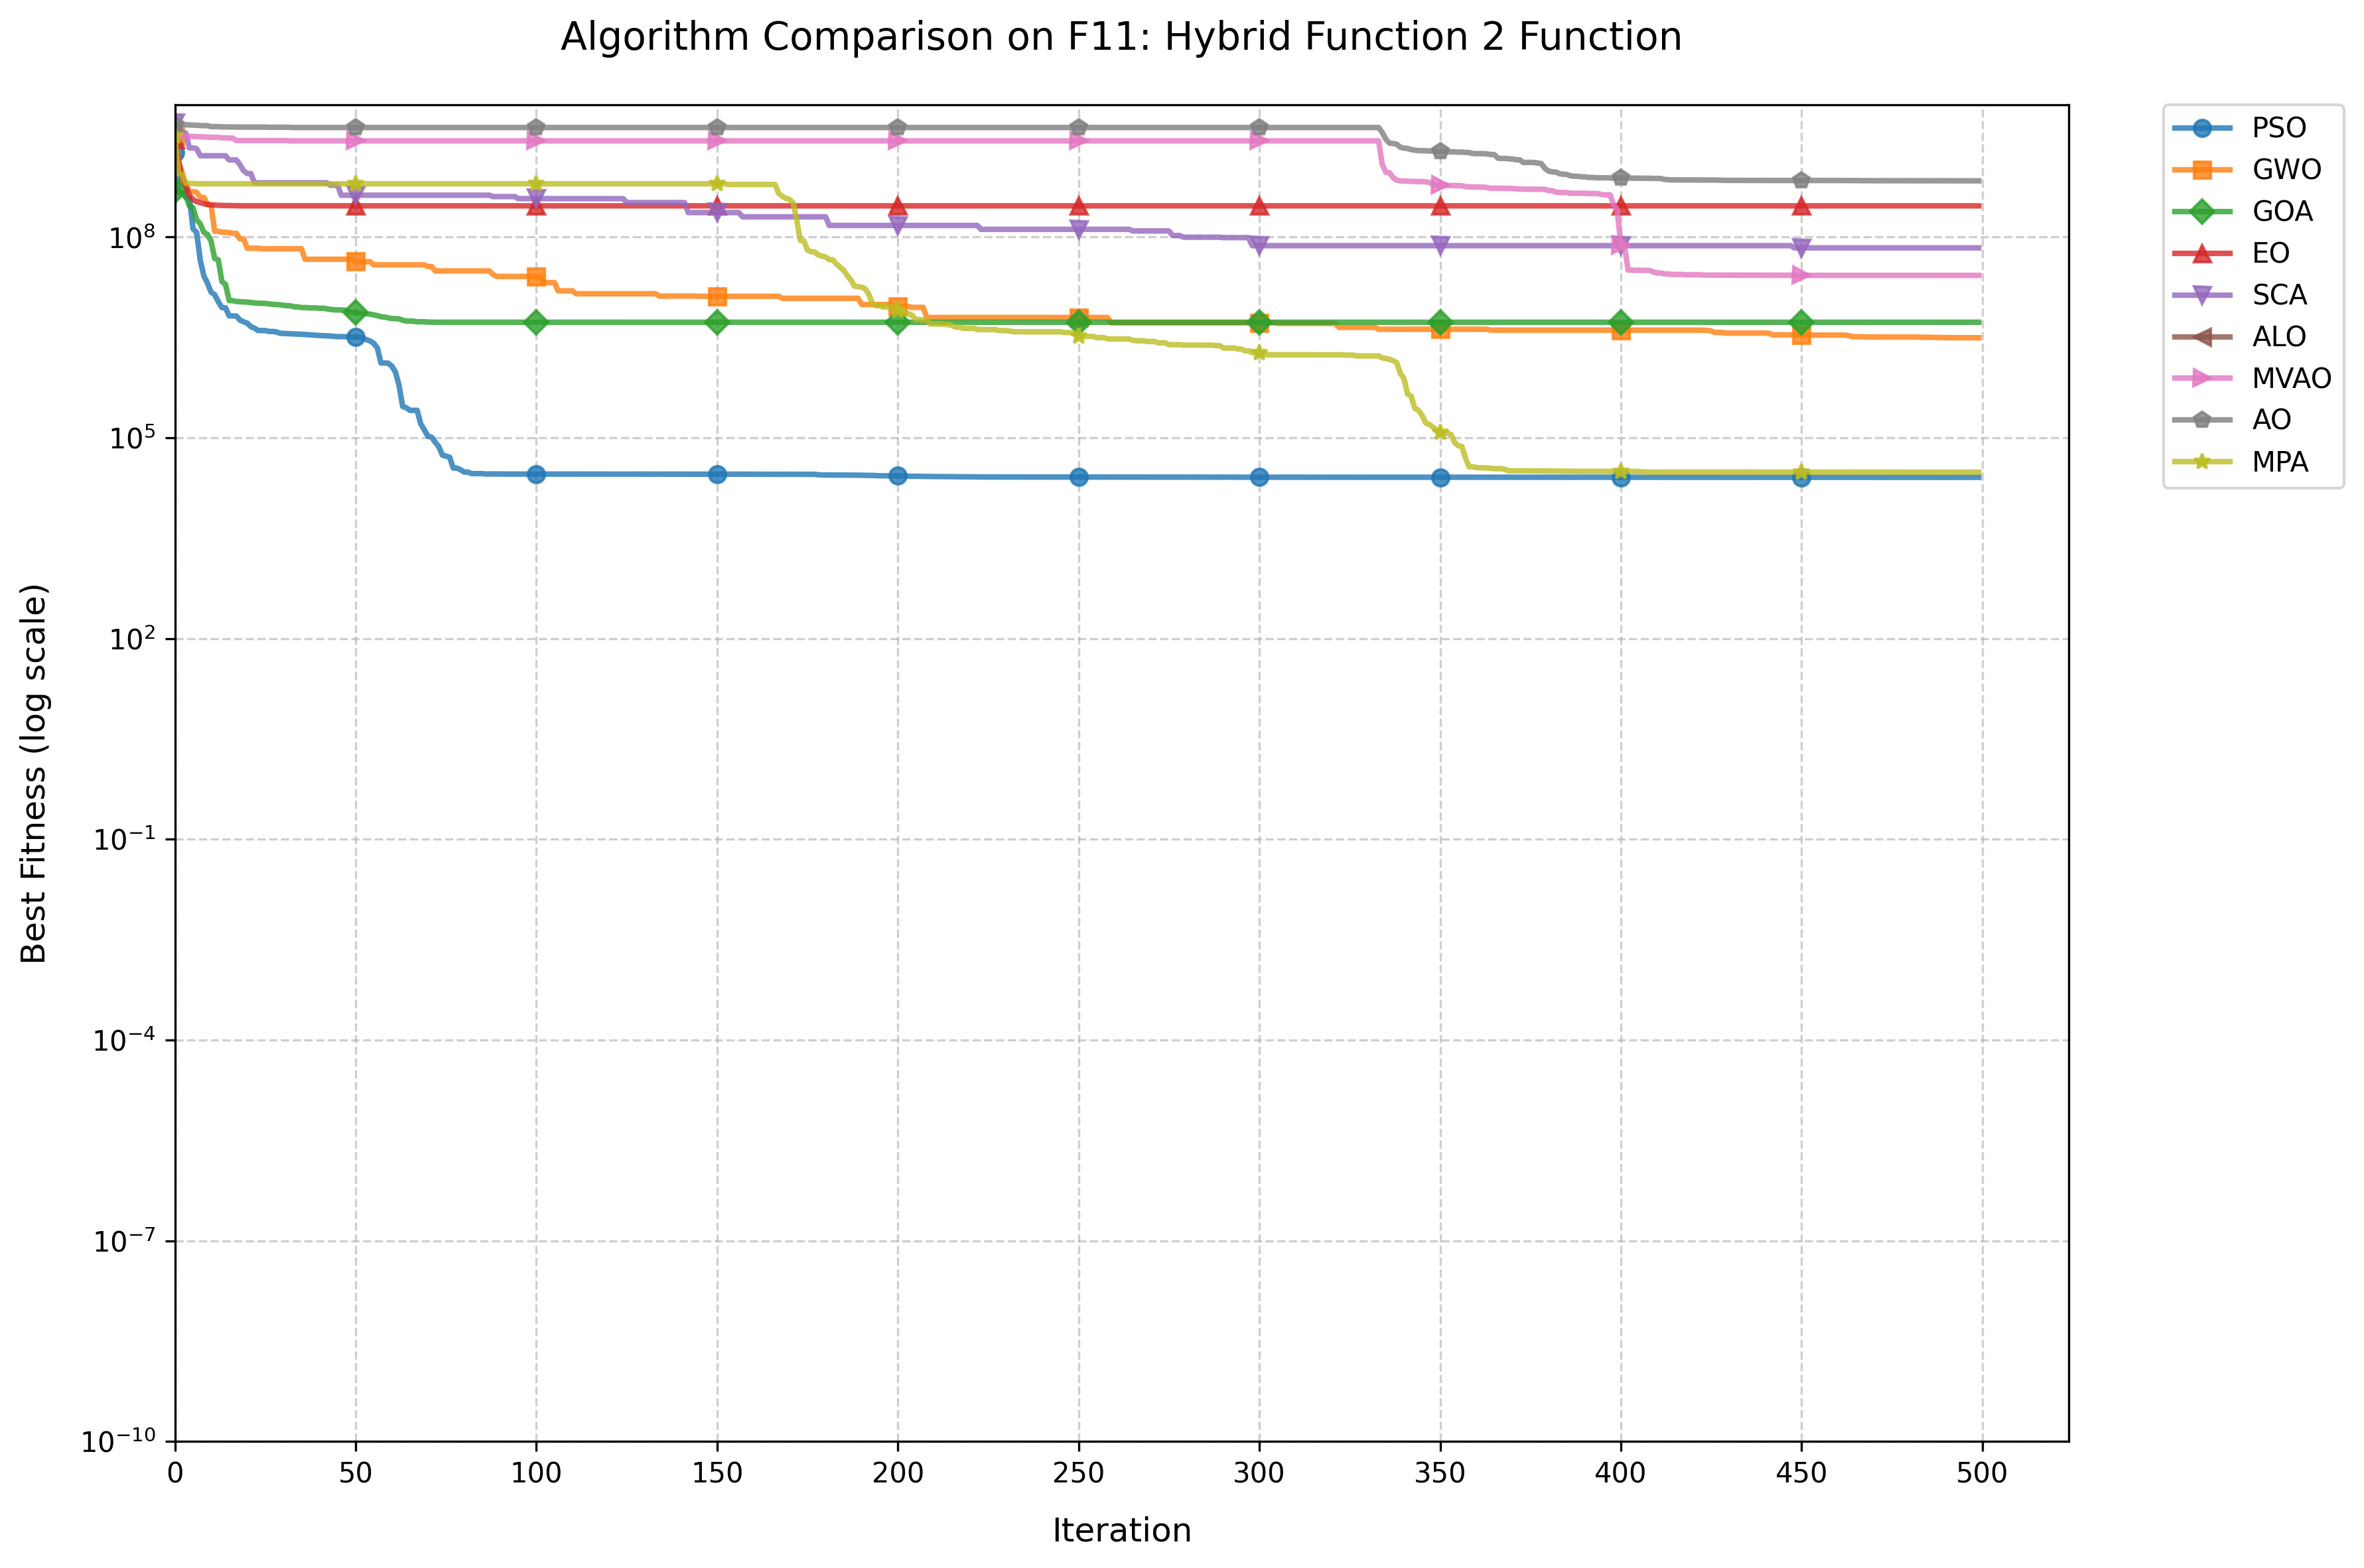 Algorithm Comparison on F11: Hybrid Function 2 Function
Best Fitness (log scale)
10^8
10^5
10^2
10^−1
10^−4
10^−7
10^−10
0 50 100 150 200 250 300 350 400 450 500
Iteration
PSO
GWO
GOA
EO
SCA
ALO
MVAO
AO
MPA